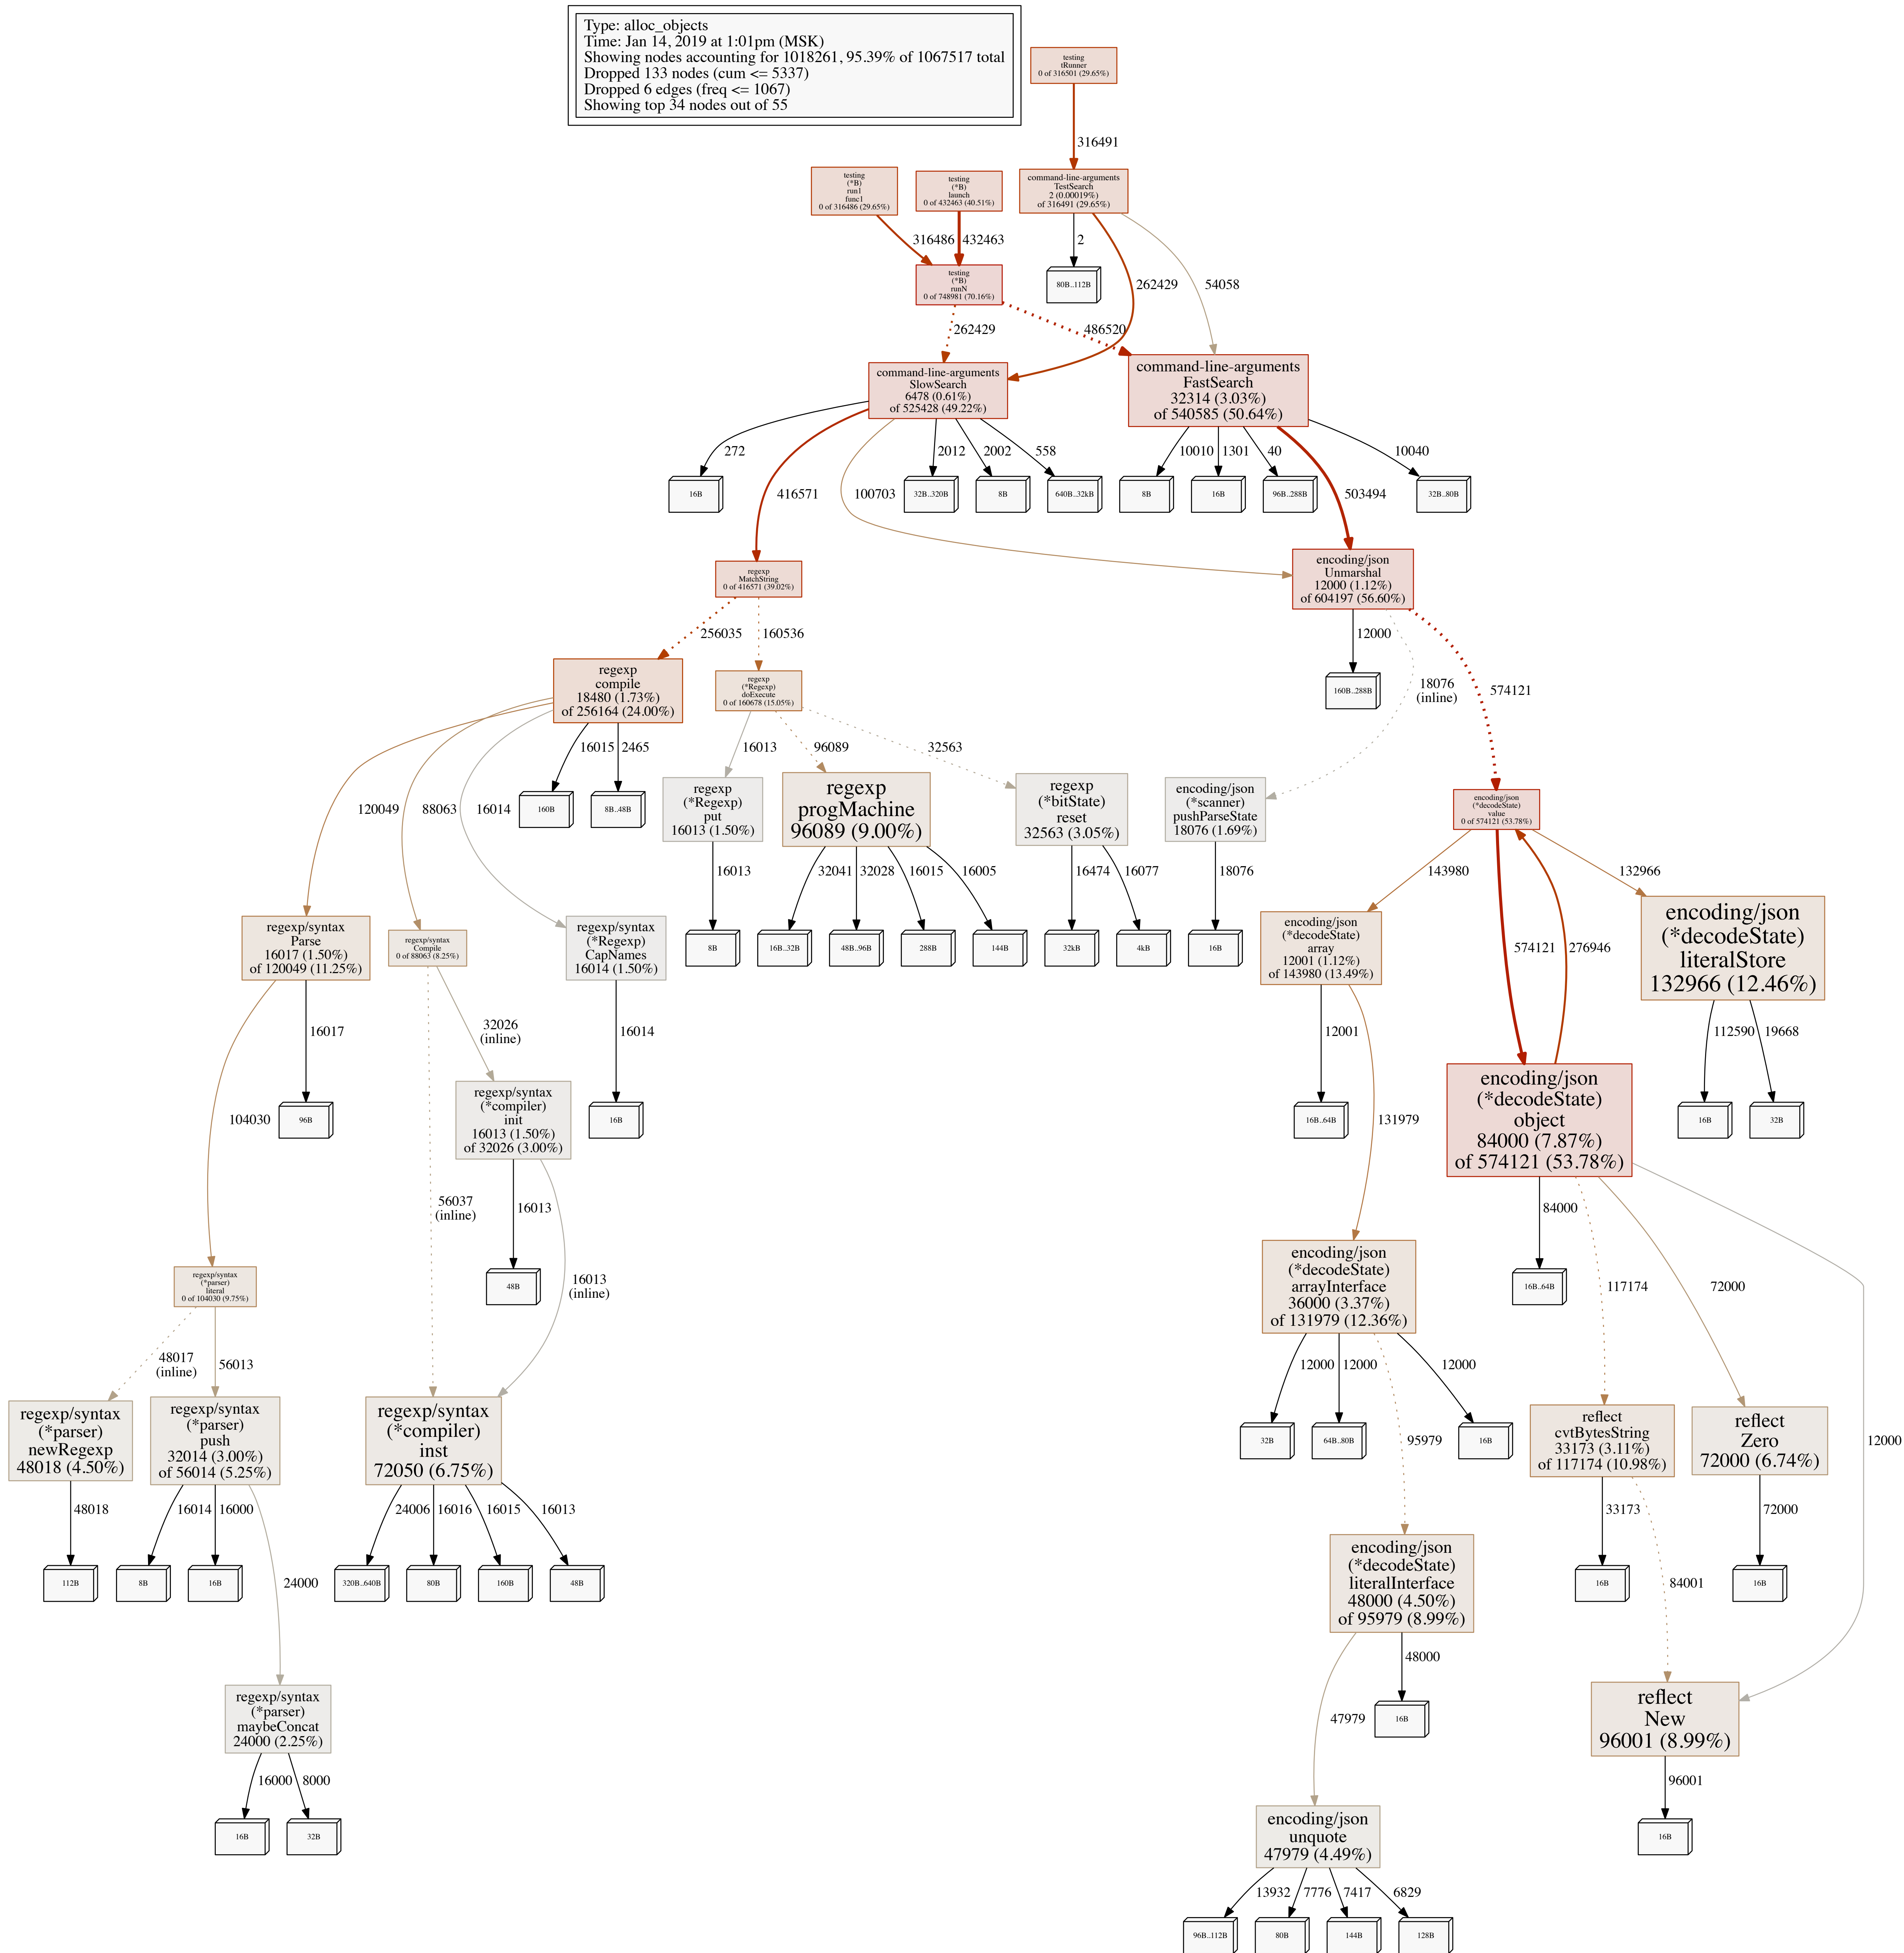 Type: alloc_objects
Time: Jan 14, 2019 at 1:01pm (MSK)
Showing nodes accounting for 1018261, 95.39% of 1067517 total
Dropped 133 nodes (cum <= 5337)
Dropped 6 edges (freq <= 1067)
Showing top 34 nodes out of 55
testing
tRunner
0 of 316501 (29.65%)
316491
testing
(*B)
run1
func1
0 of 316486 (29.65%)
testing
(*B)
launch
0 of 432463 (40.51%)
command-line-arguments
TestSearch
2 (0.00019%)
of 316491 (29.65%)
316486
432463
2
262429
54058
testing
(*B)
runN
0 of 748981 (70.16%)
80B..112B
262429
486520
command-line-arguments
SlowSearch
6478 (0.61%)
of 525428 (49.22%)
command-line-arguments
FastSearch
32314 (3.03%)
of 540585 (50.64%)
272
416571
100703
2012
2002
558
10010
1301
40
503494
10040
16B
32B..320B
8B
640B..32kB
8B
16B
96B..288B
32B..80B
regexp
MatchString
0 of 416571 (39.02%)
encoding/json
Unmarshal
12000 (1.12%)
of 604197 (56.60%)
256035
160536
12000
18076
(inline)
574121
regexp
compile
18480 (1.73%)
of 256164 (24.00%)
regexp
(*Regexp)
doExecute
0 of 160678 (15.05%)
160B..288B
120049
88063
16014
16015
2465
16013
96089
32563
160B
8B..48B
regexp
(*Regexp)
put
16013 (1.50%)
regexp
progMachine
96089 (9.00%)
regexp
(*bitState)
reset
32563 (3.05%)
encoding/json
(*scanner)
pushParseState
18076 (1.69%)
encoding/json
(*decodeState)
value
0 of 574121 (53.78%)
16013
32041
32028
16015
16005
16474
16077
18076
143980
574121
276946
132966
regexp/syntax
Parse
16017 (1.50%)
of 120049 (11.25%)
regexp/syntax
Compile
0 of 88063 (8.25%)
regexp/syntax
(*Regexp)
CapNames
16014 (1.50%)
8B
16B..32B
48B..96B
288B
144B
32kB
4kB
16B
encoding/json
(*decodeState)
array
12001 (1.12%)
of 143980 (13.49%)
encoding/json
(*decodeState)
literalStore
132966 (12.46%)
104030
16017
32026
(inline)
16014
12001
131979
112590
19668
96B
regexp/syntax
(*compiler)
init
16013 (1.50%)
of 32026 (3.00%)
16B
16B..64B
encoding/json
(*decodeState)
object
84000 (7.87%)
of 574121 (53.78%)
16B
32B
56037
(inline)
16013
16013
(inline)
84000
117174
72000
12000
regexp/syntax
(*parser)
literal
0 of 104030 (9.75%)
48B
encoding/json
(*decodeState)
arrayInterface
36000 (3.37%)
of 131979 (12.36%)
16B..64B
48017
(inline)
56013
12000
12000
12000
95979
regexp/syntax
(*parser)
newRegexp
48018 (4.50%)
regexp/syntax
(*parser)
push
32014 (3.00%)
of 56014 (5.25%)
regexp/syntax
(*compiler)
inst
72050 (6.75%)
32B
64B..80B
16B
reflect
cvtBytesString
33173 (3.11%)
of 117174 (10.98%)
reflect
Zero
72000 (6.74%)
48018
16014
16000
24000
24006
16016
16015
16013
33173
84001
72000
112B
8B
16B
320B..640B
80B
160B
48B
encoding/json
(*decodeState)
literalInterface
48000 (4.50%)
of 95979 (8.99%)
16B
16B
47979
48000
regexp/syntax
(*parser)
maybeConcat
24000 (2.25%)
16B
reflect
New
96001 (8.99%)
16000
8000
96001
16B
32B
encoding/json
unquote
47979 (4.49%)
16B
13932
7776
7417
6829
96B..112B
80B
144B
128B